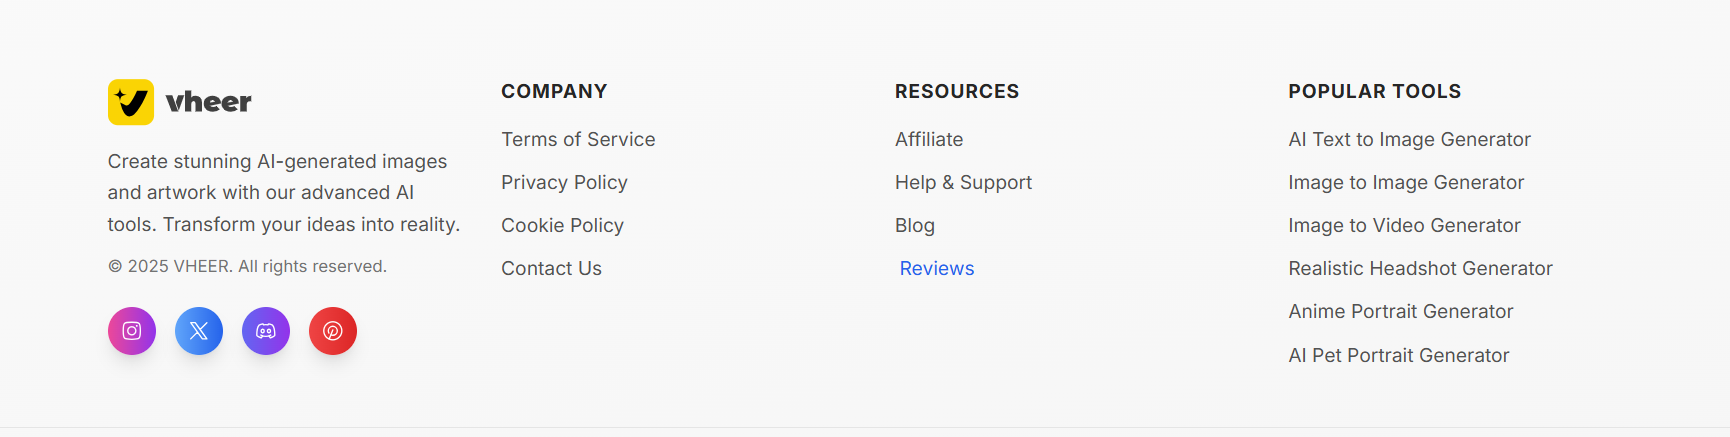 vheer
Create stunning AI-generated images
and artwork with our advanced AI
tools. Transform your ideas into reality.
© 2025 VHEER. All rights reserved.
COMPANY
Terms of Service
Privacy Policy
Cookie Policy
Contact Us
RESOURCES
Affiliate
Help & Support
Blog
Reviews
POPULAR TOOLS
AI Text to Image Generator
Image to Image Generator
Image to Video Generator
Realistic Headshot Generator
Anime Portrait Generator
AI Pet Portrait Generator